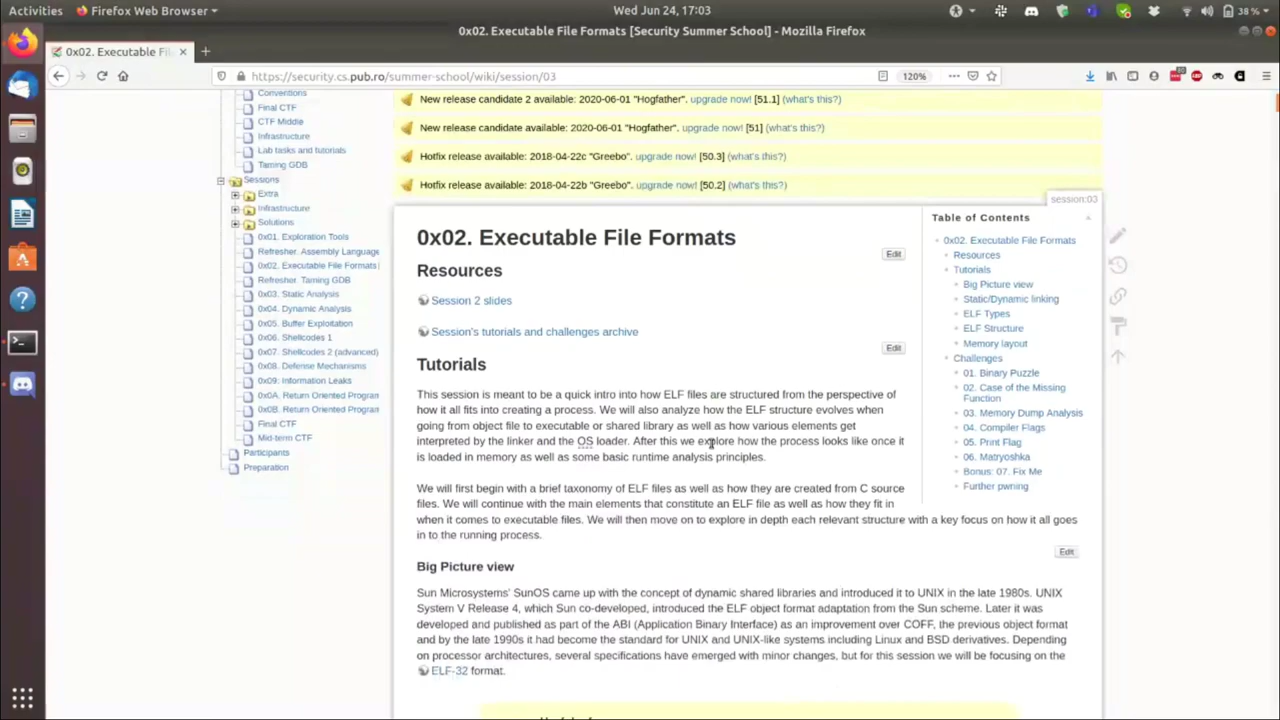 Activities Firefox Web Browser Wed Jun 24, 17:03 38 %
0x02. Executable File Formats [Security Summer School] - Mozilla Firefox
0x02. Executable Fil
https://security.cs.pub.ro/summer-school/wiki/session/03 120%
Conventions
Final CTF
CTF Middle
Infrastructure
Lab tasks and tutorials
Taming GDB
Sessions
Extra
Infrastructure
Solutions
0x01. Exploration Tools
Refresher. Assembly Language
0x02. Executable File Formats
Refresher. Taming GDB
0x03. Static Analysis
0x04. Dynamic Analysis
0x05. Buffer Exploitation
0x06. Shellcodes 1
0x07. Shellcodes 2 (advanced)
0x08. Defense Mechanisms
0x09: Information Leaks
0x0A. Return Oriented Program
0x0B. Return Oriented Program
Final CTF
Mid-term CTF
Participants
Preparation
New release candidate 2 available: 2020-06-01 "Hogfather". upgrade now! [51.1] (what's this?)
New release candidate available: 2020-06-01 "Hogfather". upgrade now! [51] (what's this?)
Hotfix release available: 2018-04-22c "Greebo". upgrade now! [50.3] (what's this?)
Hotfix release available: 2018-04-22b "Greebo". upgrade now! [50.2] (what's this?)
session:03
0x02. Executable File Formats
Edit
Resources
Session 2 slides
Session's tutorials and challenges archive
Edit
Tutorials
This session is meant to be a quick intro into how ELF files are structured from the perspective of
how it all fits into creating a process. We will also analyze how the ELF structure evolves when
going from object file to executable or shared library as well as how various elements get
interpreted by the linker and the OS loader. After this we explore how the process looks like once it
is loaded in memory as well as some basic runtime analysis principles.
We will first begin with a brief taxonomy of ELF files as well as how they are created from C source
files. We will continue with the main elements that constitute an ELF file as well as how they fit in
when it comes to executable files. We will then move on to explore in depth each relevant structure with a key focus on how it all goes
in to the running process.
Edit
Big Picture view
Sun Microsystems' SunOS came up with the concept of dynamic shared libraries and introduced it to UNIX in the late 1980s. UNIX
System V Release 4, which Sun co-developed, introduced the ELF object format adaptation from the Sun scheme. Later it was
developed and published as part of the ABI (Application Binary Interface) as an improvement over COFF, the previous object format
and by the late 1990s it had become the standard for UNIX and UNIX-like systems including Linux and BSD derivatives. Depending
on processor architectures, several specifications have emerged with minor changes, but for this session we will be focusing on the
ELF-32 format.
Table of Contents
0x02. Executable File Formats
Resources
Tutorials
Big Picture view
Static/Dynamic linking
ELF Types
ELF Structure
Memory layout
Challenges
01. Binary Puzzle
02. Case of the Missing
Function
03. Memory Dump Analysis
04. Compiler Flags
05. Print Flag
06. Matryoshka
Bonus: 07. Fix Me
Further pwning